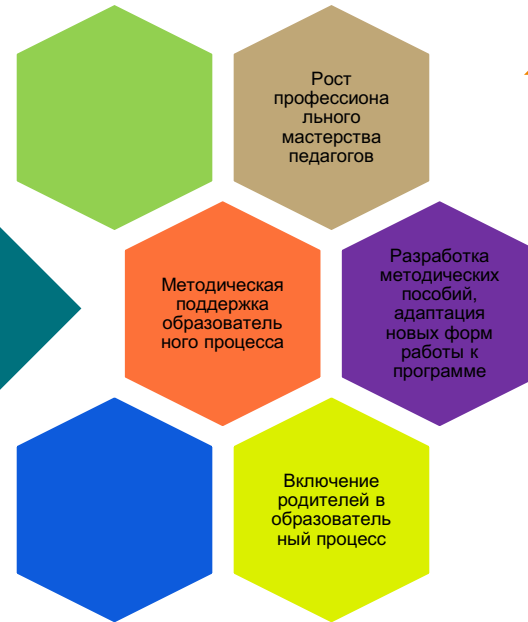 Рост
профессиона
льного
мастерства
педагогов
Методическая
поддержка
образователь
ного процесса
Разработка
методических
пособий,
адаптация
новых форм
работы к
программе
Включение
родителей в
образователь
ный процесс